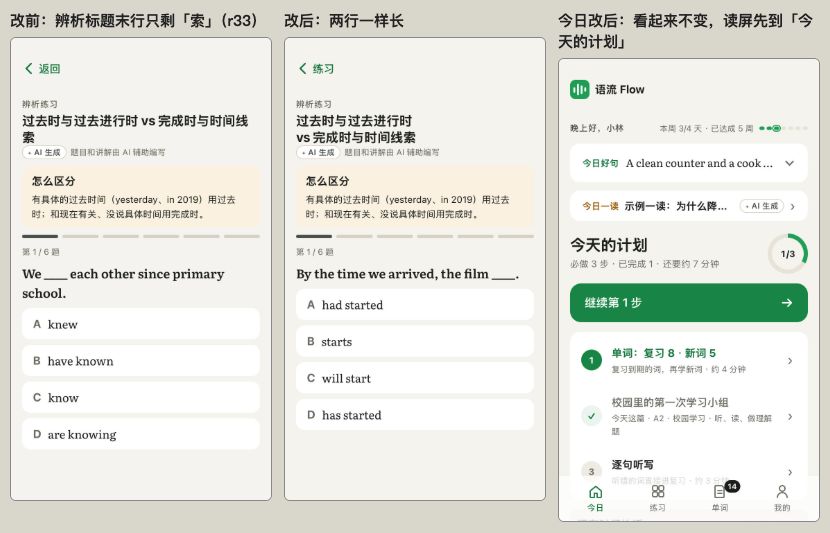 改前：辨析标题末行只剩「索」(r33)
返回
辨析练习
过去时与过去进行时 vs 完成时与时间线
索
AI 生成 题目和讲解由 AI 辅助编写
怎么区分
有具体的过去时间（yesterday、in 2019）用过去
时；和现在有关、没说具体时间用完成时。
第 1 / 6 题
We ___ each other since primary
school.
A knew
B have known
C know
D are knowing
改后：两行一样长
练习
辨析练习
过去时与过去进行时
vs 完成时与时间线索
AI 生成 题目和讲解由 AI 辅助编写
怎么区分
有具体的过去时间（yesterday、in 2019）用过去
时；和现在有关、没说具体时间用完成时。
第 1 / 6 题
By the time we arrived, the film ___.
A had started
B starts
C will start
D has started
今日改后：看起来不变，读屏先到「今
天的计划」
语流 Flow
晚上好，小林 本周 3/4 天 · 已达成 5 周
今日好句 A clean counter and a cook ...
今日一读 示例一读：为什么降... AI 生成
今天的计划
必做 3 步 · 已完成 1 · 还要约 7 分钟
1/3
继续第 1 步
1 单词：复习 8 · 新词 5
复习到期的词，再学新词 · 约 4 分钟
校园里的第一次学习小组
今天这篇 · A2 · 校园学习 · 听、读、做理解
题
3 逐句听写
听错的词直接进复习 · 约 3 分钟
14
今日 练习 单词 我的